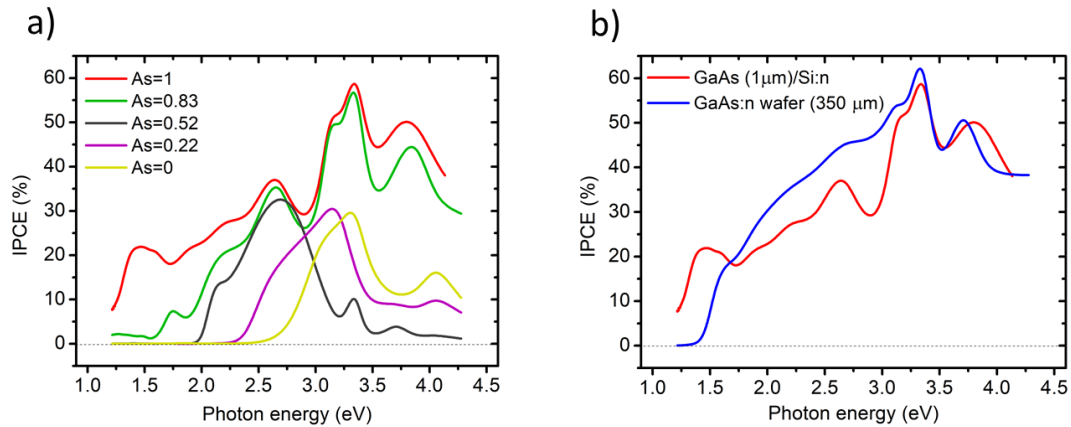 a)
60
50
40
30
20
10
0
IPCE (%)
As=1
As=0.83
As=0.52
As=0.22
As=0
1.0 1.5 2.0 2.5 3.0 3.5 4.0 4.5
Photon energy (eV)
b)
60
50
40
30
20
10
0
IPCE (%)
GaAs (1μm)/Si:n
GaAs:n wafer (350 μm)
1.0 1.5 2.0 2.5 3.0 3.5 4.0 4.5
Photon energy (eV)